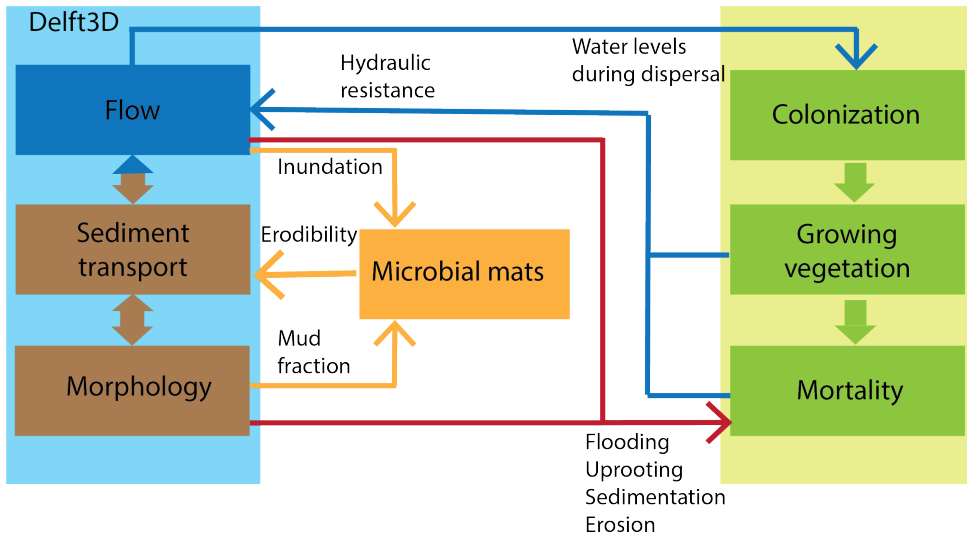 Delft3D
Water levels
during dispersal
Hydraulic
resistance
Flow
Colonization
Inundation
Sediment
transport
Erodibility
Microbial mats
Growing
vegetation
Mud
fraction
Morphology
Mortality
Flooding
Uprooting
Sedimentation
Erosion